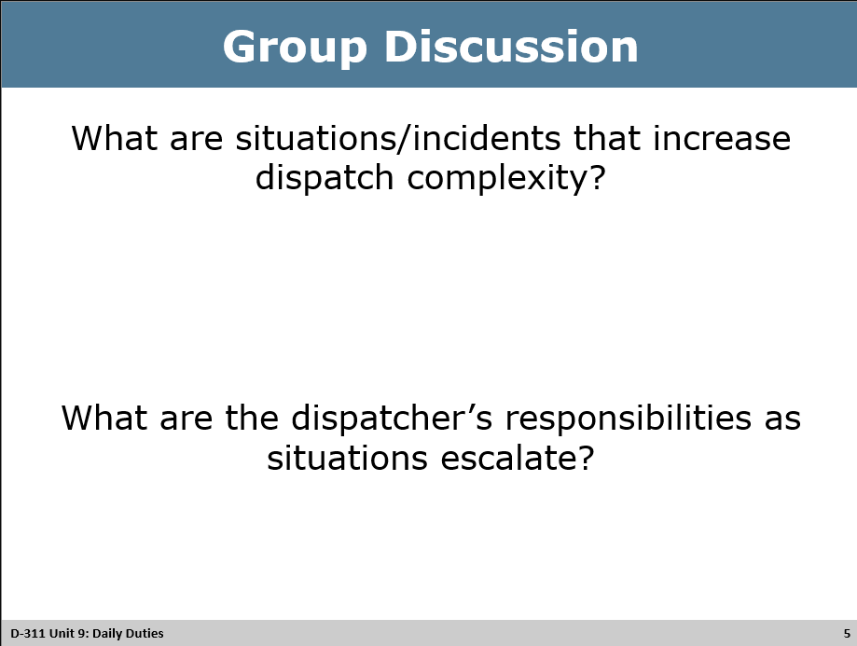 Group Discussion
What are situations/incidents that increase
dispatch complexity?
What are the dispatcher’s responsibilities as
situations escalate?
D-311 Unit 9: Daily Duties
5